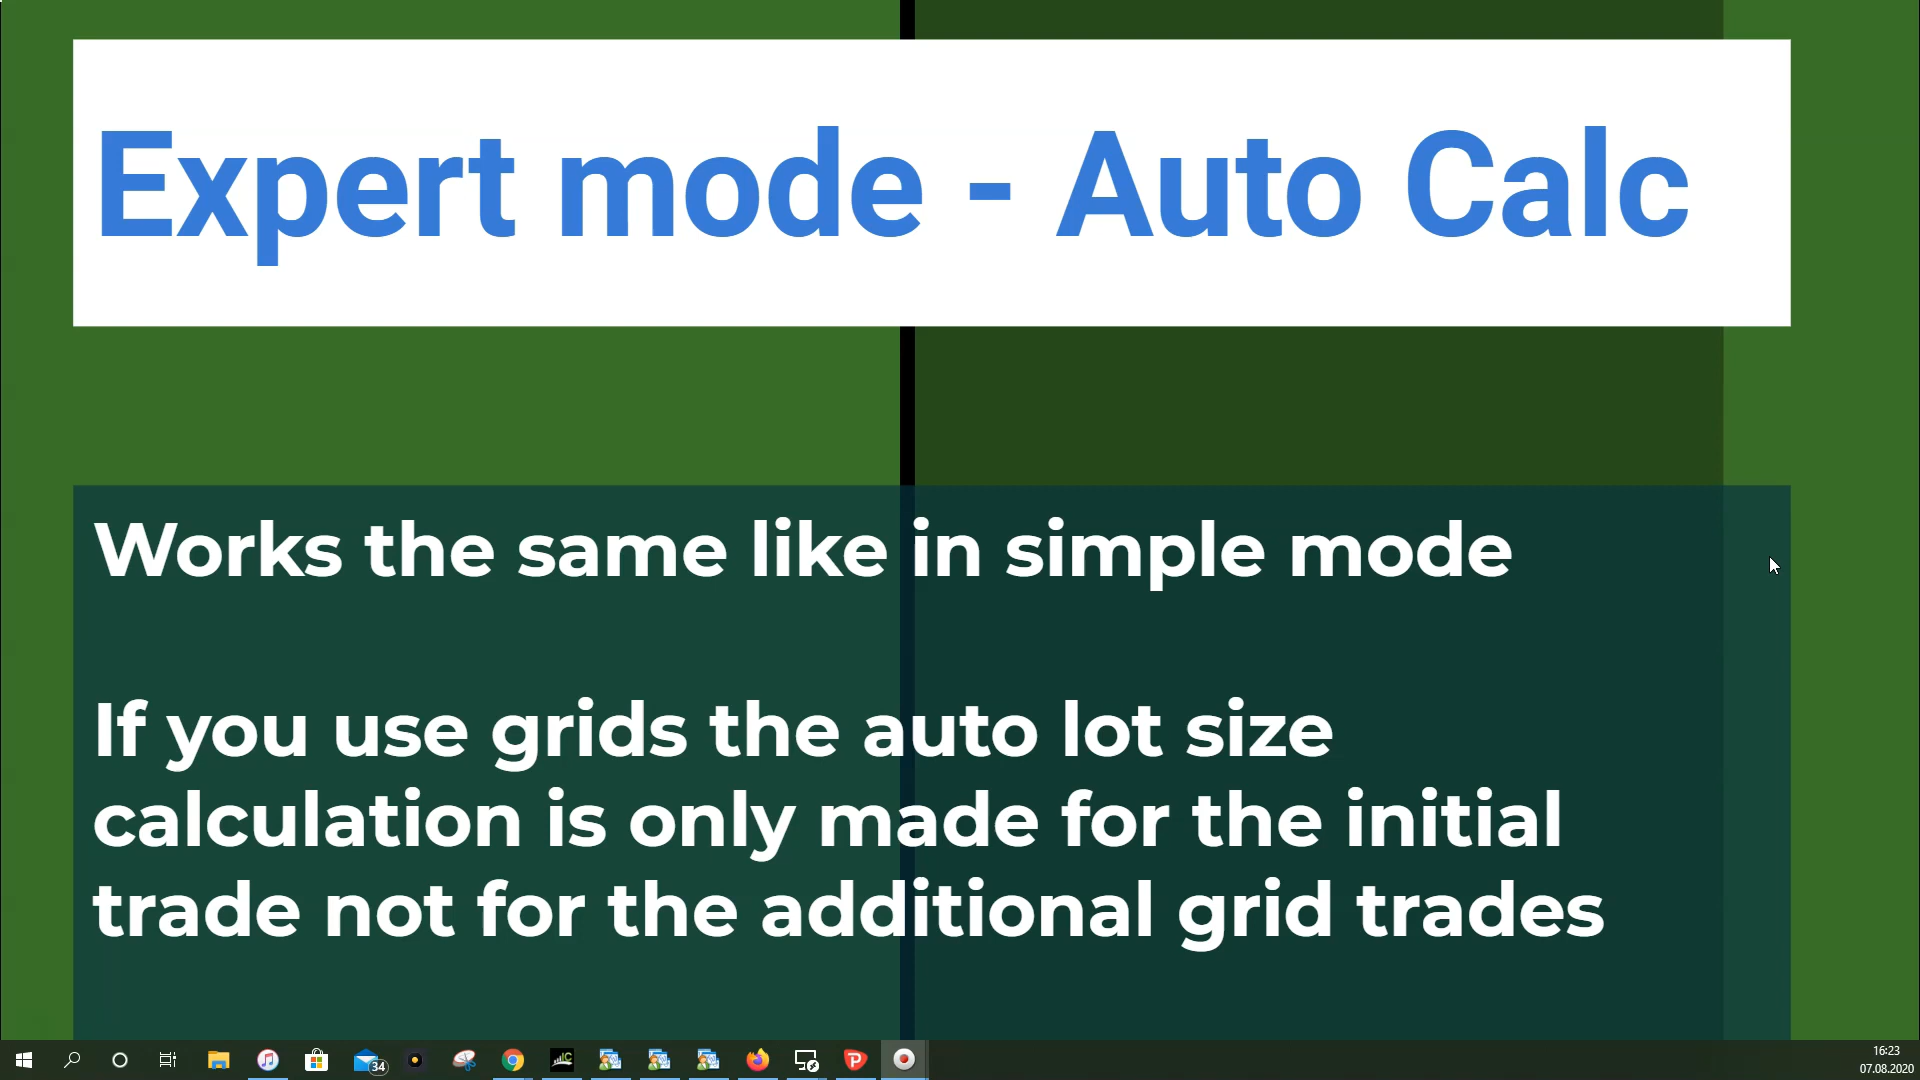 Expert mode - Auto Calc
Works the same like in simple mode
If you use grids the auto lot size
calculation is only made for the initial
trade not for the additional grid trades
34
16:23
07.08.2020